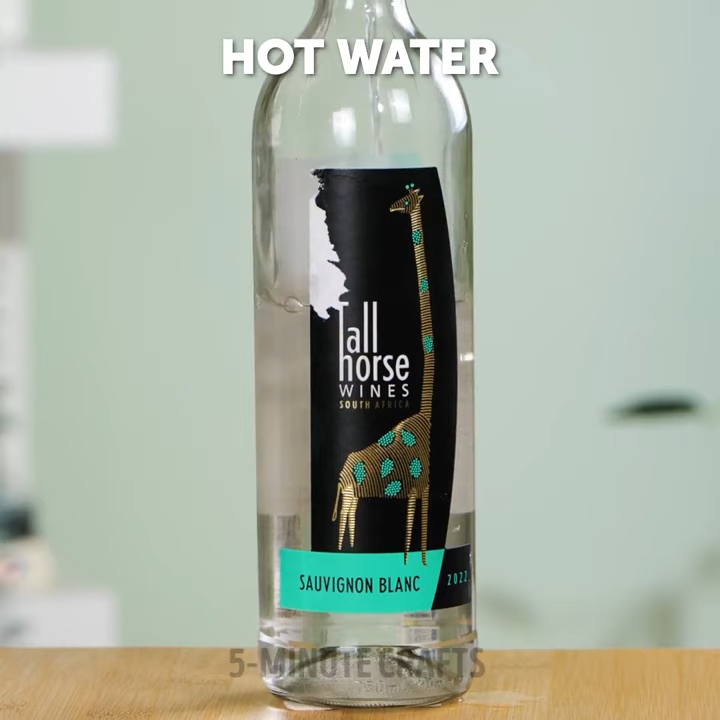 HOT WATER
Tall
horse
WINES
SOUTH AFRICA
SAUVIGNON BLANC
2022
5-MINUTE CRAFTS